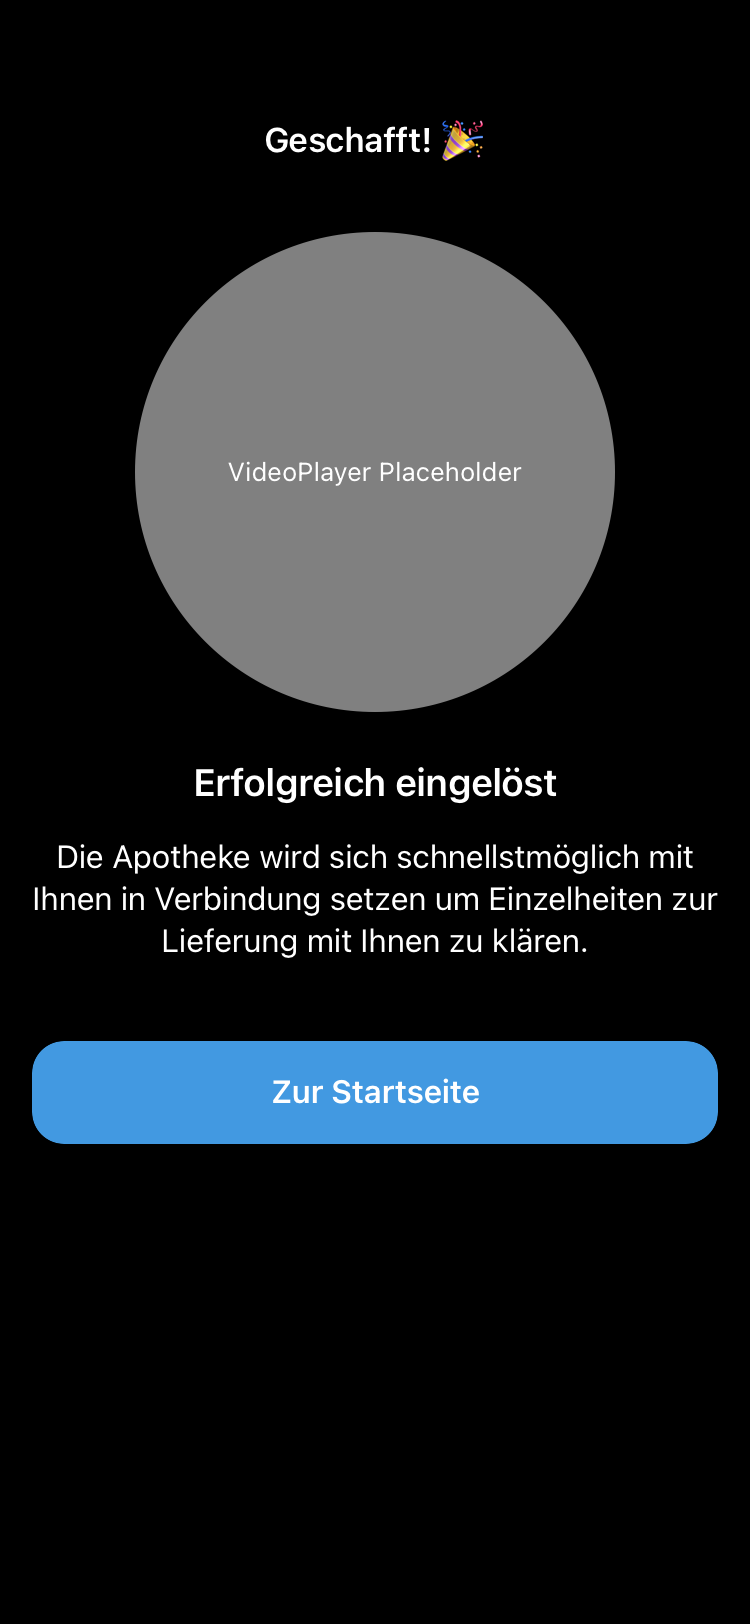 Geschafft! 🎉
VideoPlayer Placeholder
Erfolgreich eingelöst
Die Apotheke wird sich schnellstmöglich mit
Ihnen in Verbindung setzen um Einzelheiten zur
Lieferung mit Ihnen zu klären.
Zur Startseite